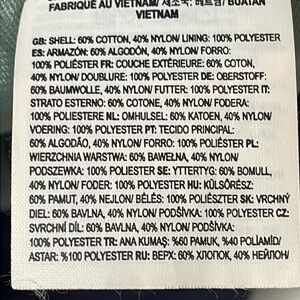 FABRIQUÉ AU VIETNAM/ 제조국: 베트남/ BUATAN
VIETNAM
GB: SHELL: 60% COTTON, 40% NYLON/ LINING: 100% POLYESTER
ES: ARMAZÓN: 60% ALGODÓN, 40% NYLON/ FORRO:
100% POLIÉSTER FR: COUCHE EXTÉRIEURE: 60% COTON,
40% NYLON/ DOUBLURE: 100% POLYESTER DE: OBERSTOFF:
60% BAUMWOLLE, 40% NYLON/ FUTTER: 100% POLYESTER IT:
STRATO ESTERNO: 60% COTONE, 40% NYLON/ FODERA:
100% POLIESTERE NL: OMHULSEL: 60% KATOEN, 40% NYLON/
VOERING: 100% POLYESTER PT: TECIDO PRINCIPAL:
60% ALGODÃO, 40% NYLON/ FORRO: 100% POLIÉSTER PL:
WIERZCHNIA WARSTWA: 60% BAWEŁNA, 40% NYLON/
PODSZEWKA: 100% POLYESTER SE: YTTERTYG: 60% BOMULL,
40% NYLON/ FODER: 100% POLYESTER HU: KÜLSŐRÉSZ:
60% PAMUT, 40% NEJLON/ BÉLÉS: 100% POLIÉSZTER SK: VRCHNÝ
DIEL: 60% BAVLNA, 40% NYLON/ PODŠÍVKA: 100% POLYESTER CZ:
SVRCHNÍ DÍL: 60% BAVLNA, 40% NYLON/ PODŠÍVKA:
100% POLYESTER TR: ANA KUMAŞ: %60 PAMUK, %40 POLİAMİD/
ASTAR: %100 POLYESTER RU: ВЕРХ: 60% ХЛОПОК, 40% НЕЙЛОН/